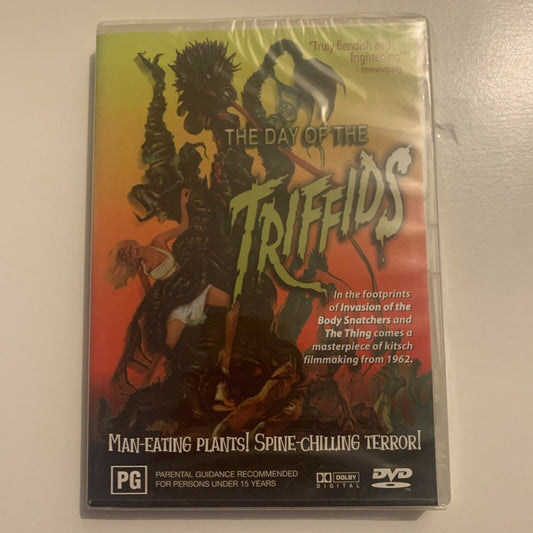 "Truly fiendish and
frightening!"
– timewarp.org
THE DAY OF THE
TRIFFIDS
In the footprints
of Invasion of the
Body Snatchers and
The Thing comes a
masterpiece of kitsch
filmmaking from 1962.
MAN-EATING PLANTS! SPINE-CHILLING TERROR!
PG
PARENTAL GUIDANCE RECOMMENDED
FOR PERSONS UNDER 15 YEARS
DOLBY
DIGITAL
DVD